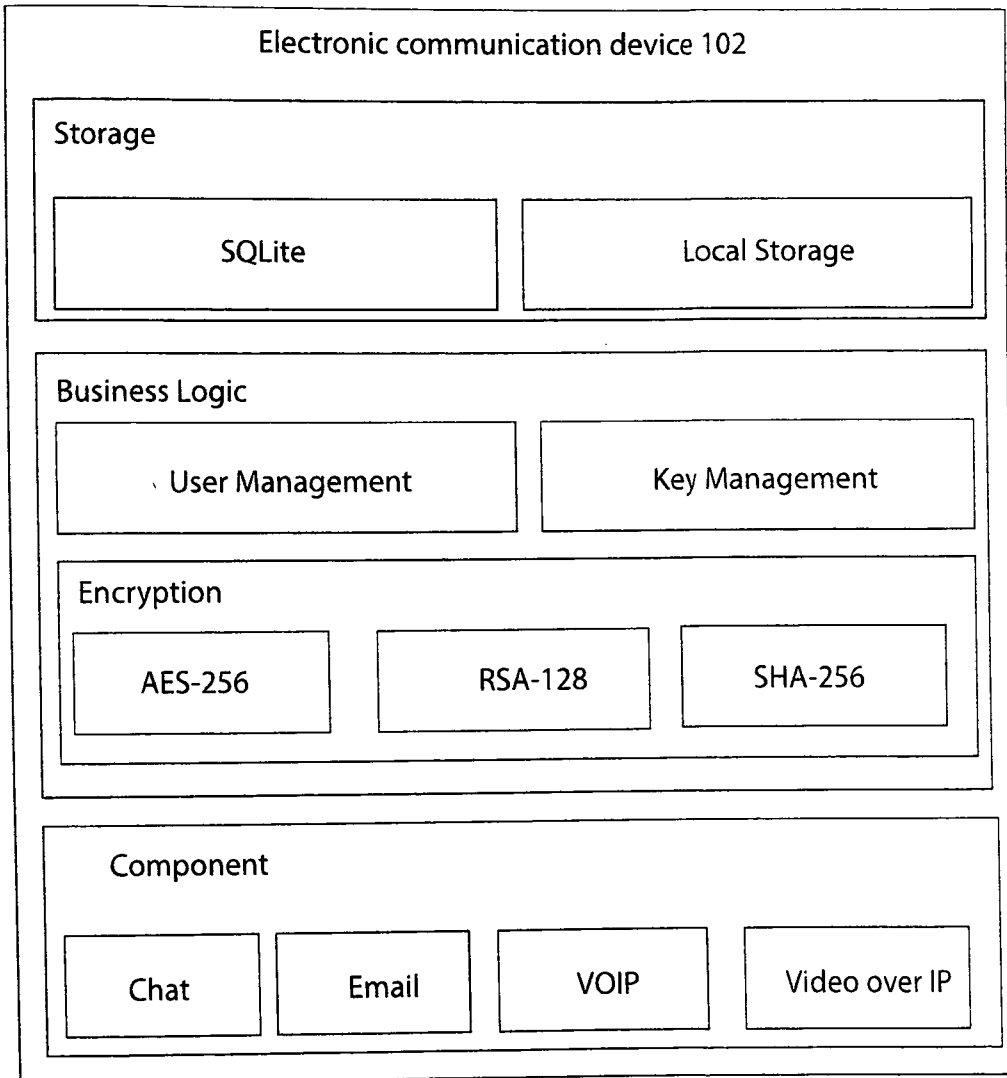 Electronic communication device 102
Storage
SQLite
Local Storage
Business Logic
User Management
Key Management
Encryption
AES-256
RSA-128
SHA-256
Component
Chat
Email
VOIP
Video over IP